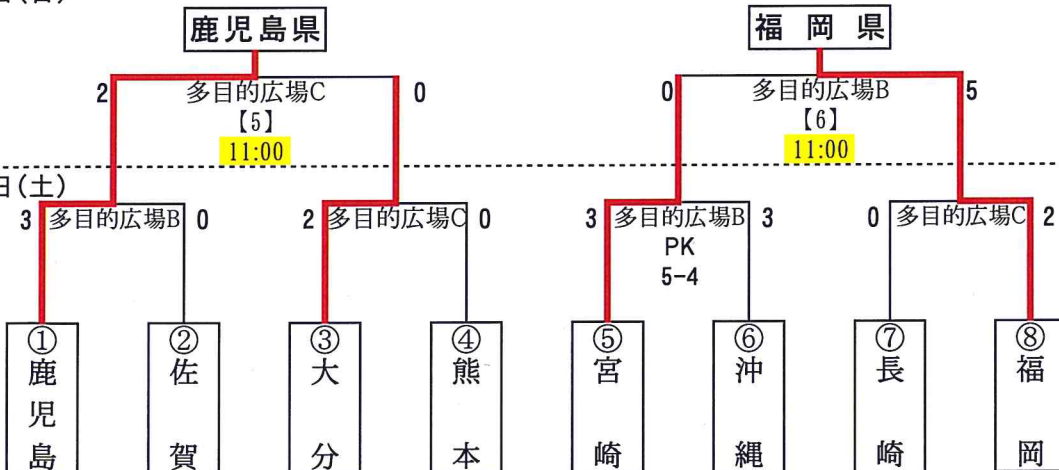 鹿児島県
福岡県
2 多目的広場C 0
【5】
11:00
0 多目的広場B 5
【6】
11:00
日(土)
3 多目的広場B 0
2 多目的広場C 0
3 多目的広場B 3
PK
5-4
0 多目的広場C 2
①鹿児島
②佐賀
③大分
④熊本
⑤宮崎
⑥沖縄
⑦長崎
⑧福岡